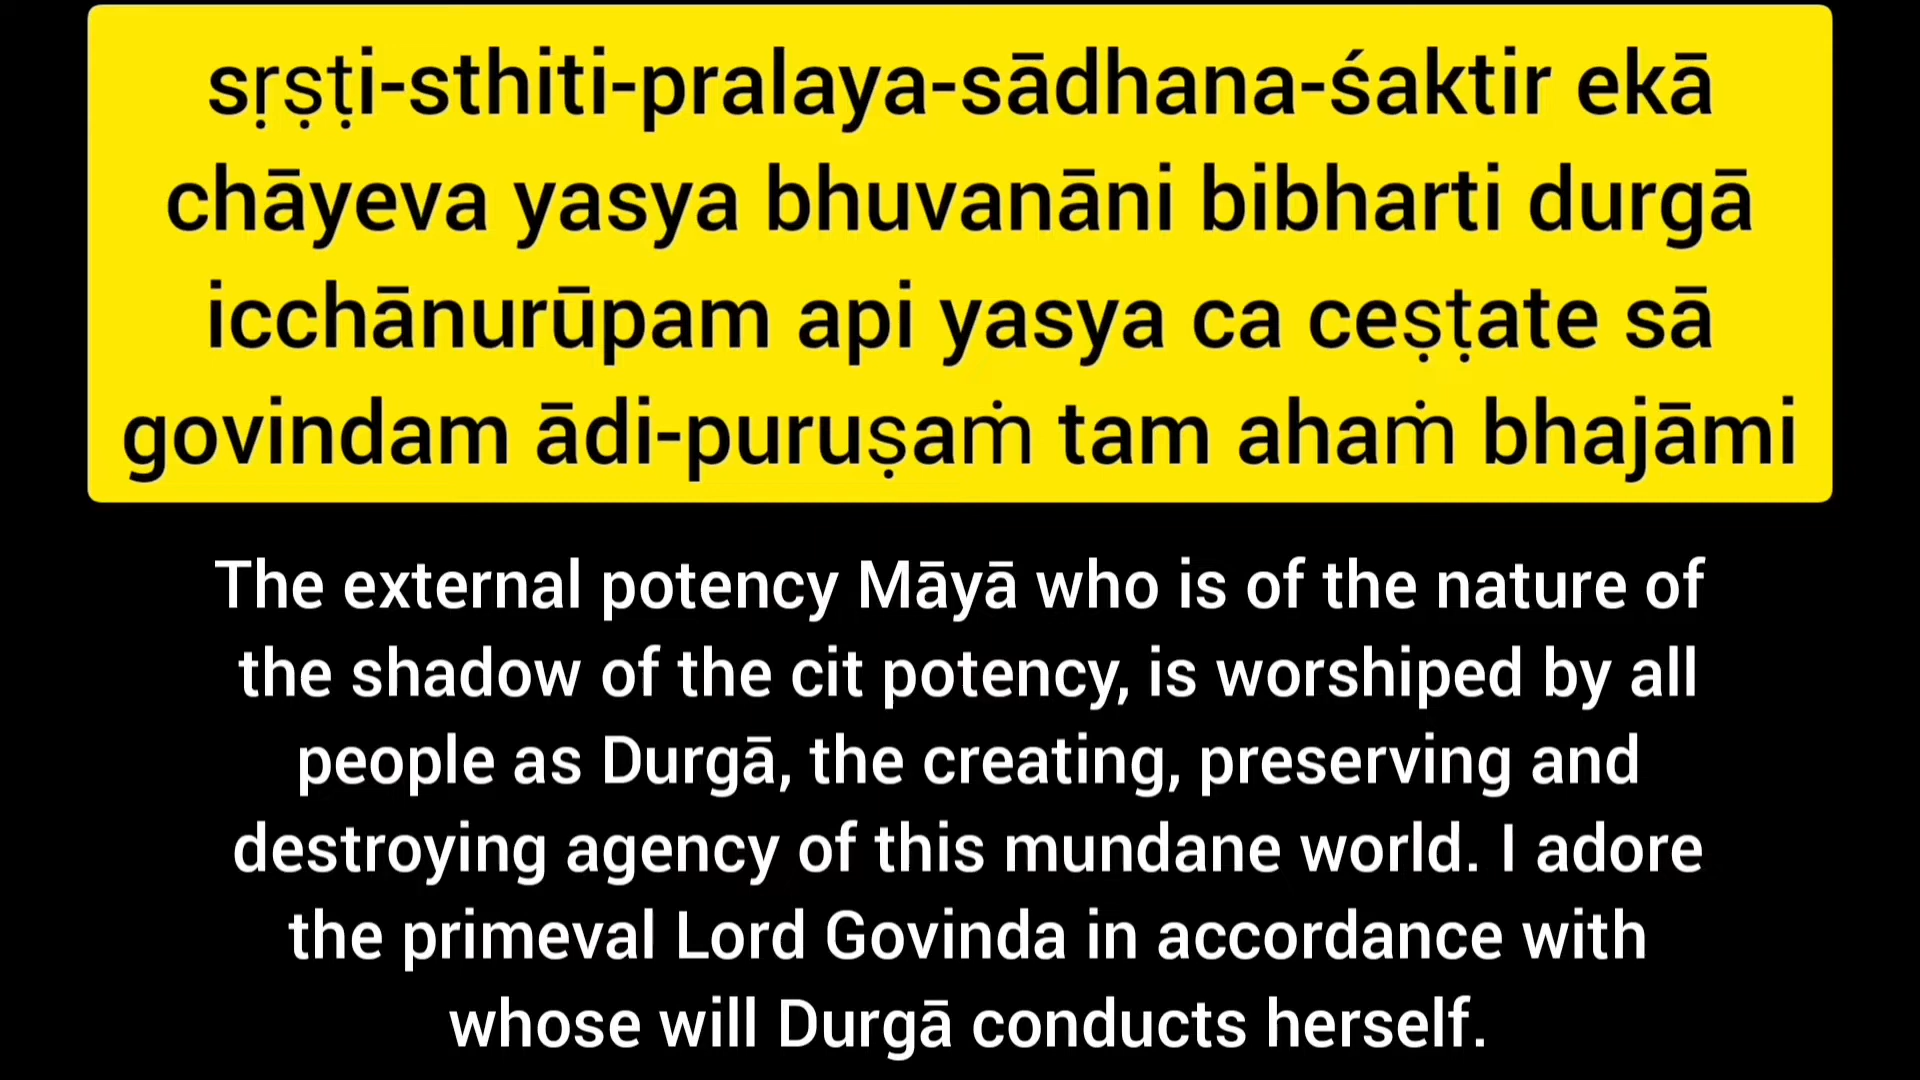 sṛṣṭi-sthiti-pralaya-sādhana-śaktir ekā
chāyeva yasya bhuvanāni bibharti durgā
icchānurūpam api yasya ca ceṣṭate sā
govindam ādi-puruṣaṁ tam ahaṁ bhajāmi
The external potency Māyā who is of the nature of
the shadow of the cit potency, is worshiped by all
people as Durgā, the creating, preserving and
destroying agency of this mundane world. I adore
the primeval Lord Govinda in accordance with
whose will Durgā conducts herself.